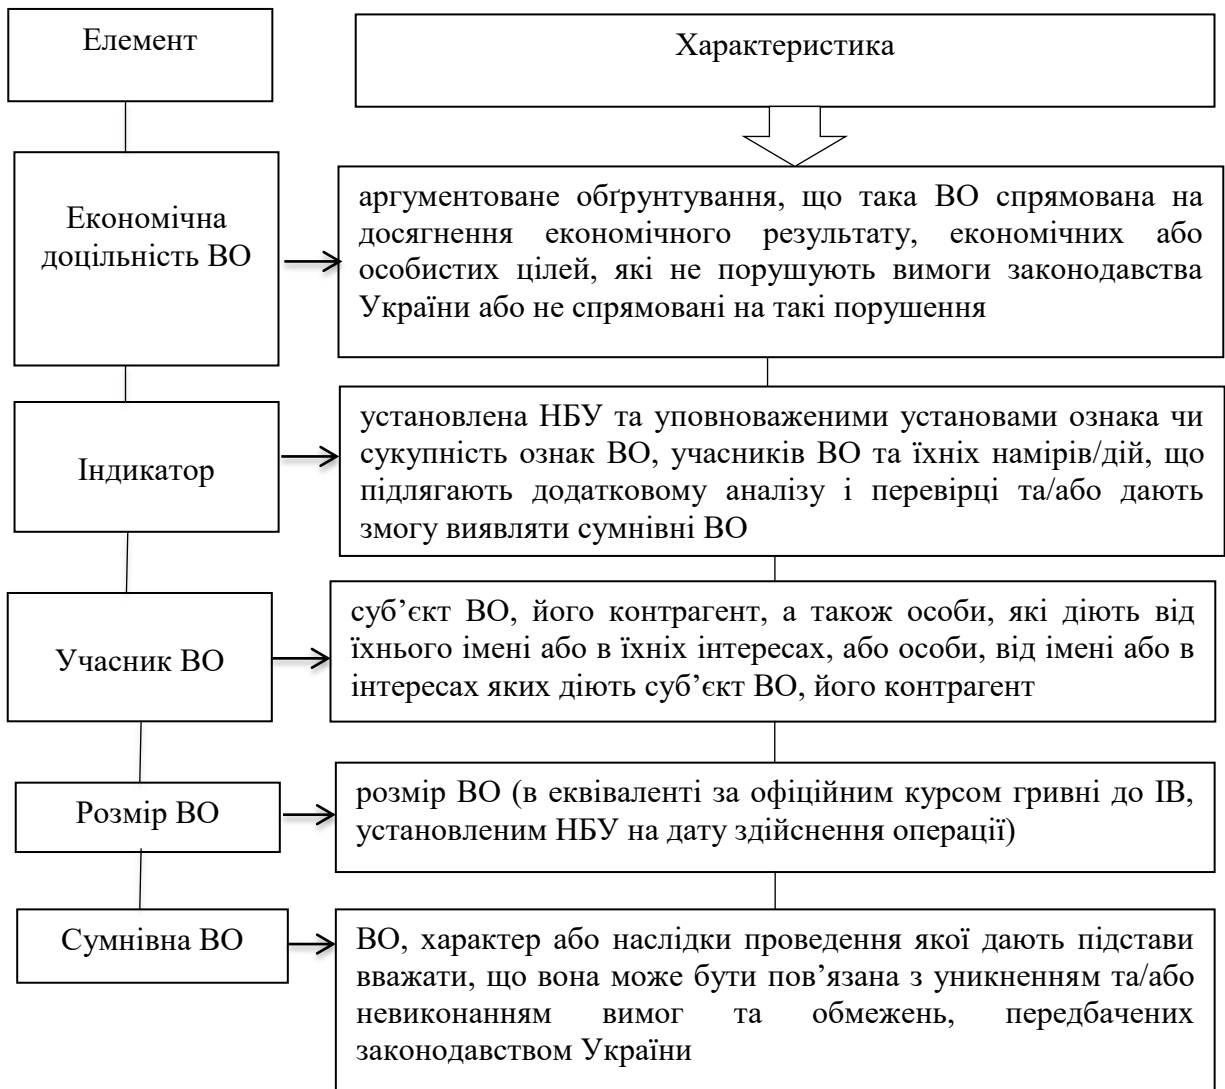 Елемент
Характеристика
Економічна
доцільність ВО
аргументоване обґрунтування, що така ВО спрямована на
досягнення економічного результату, економічних або
особистих цілей, які не порушують вимоги законодавства
України або не спрямовані на такі порушення
Індикатор
установлена НБУ та уповноваженими установами ознака чи
сукупність ознак ВО, учасників ВО та їхніх намірів/дій, що
підлягають додатковому аналізу і перевірці та/або дають
змогу виявляти сумнівні ВО
Учасник ВО
суб’єкт ВО, його контрагент, а також особи, які діють від
їхнього імені або в їхніх інтересах, або особи, від імені або в
інтересах яких діють суб’єкт ВО, його контрагент
Розмір ВО
розмір ВО (в еквіваленті за офіційним курсом гривні до ІВ,
установленим НБУ на дату здійснення операції)
Сумнівна ВО
ВО, характер або наслідки проведення якої дають підстави
вважати, що вона може бути пов’язана з уникненням та/або
невиконанням вимог та обмежень, передбачених
законодавством України